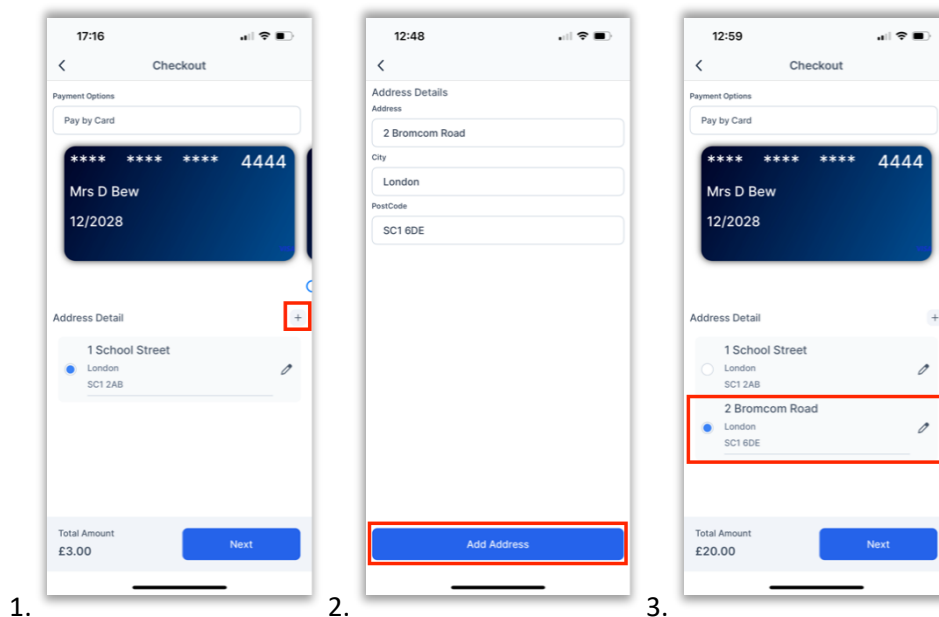 17:16
Checkout
Payment Options
Pay by Card
**** **** **** 4444
Mrs D Bew
12/2028
Address Detail
+
1 School Street
London
SC1 2AB
Total Amount
£3.00
Next
1.
12:48
Address Details
Address
2 Bromcom Road
City
London
PostCode
SC1 6DE
Add Address
2.
12:59
Checkout
Payment Options
Pay by Card
**** **** **** 4444
Mrs D Bew
12/2028
Address Detail
+
1 School Street
London
SC1 2AB
2 Bromcom Road
London
SC1 6DE
Total Amount
£20.00
Next
3.